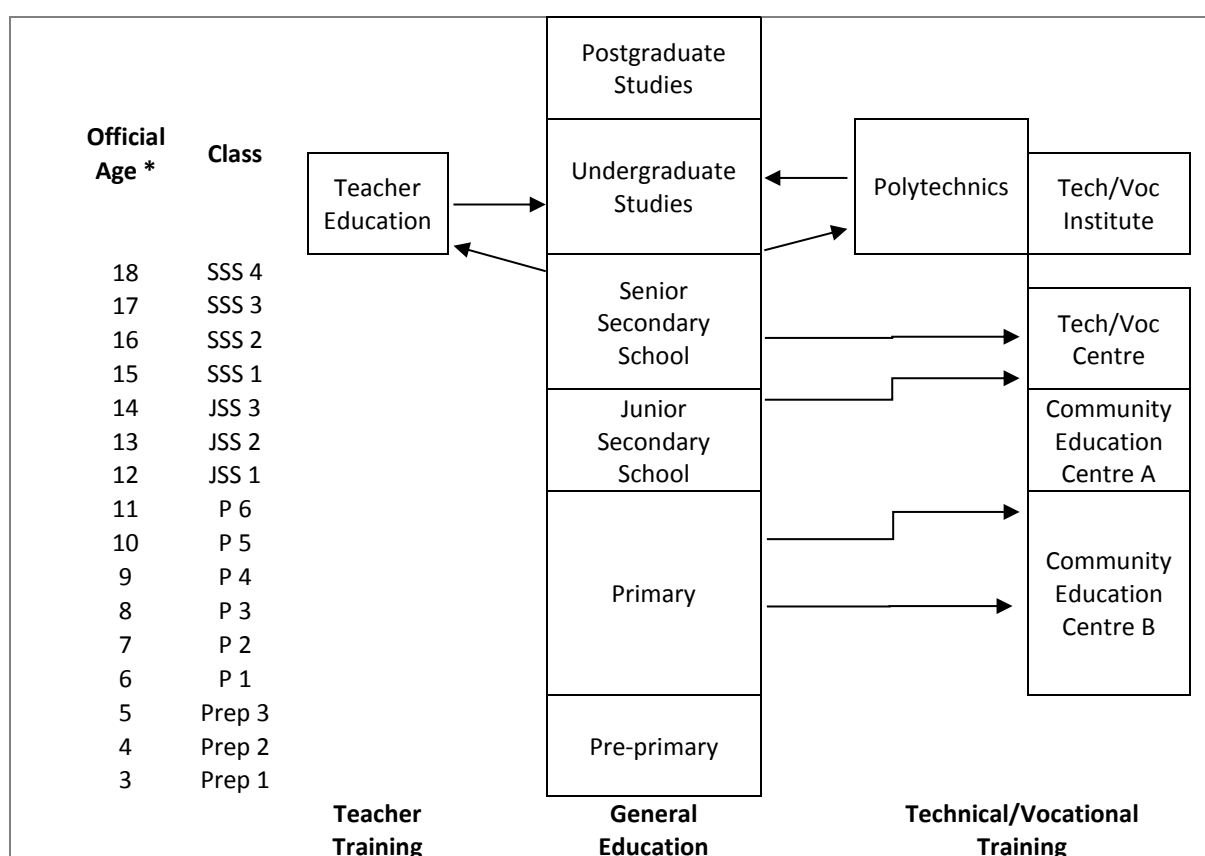 Postgraduate
Studies
Official
Age *
Class
Teacher
Education
Undergraduate
Studies
Polytechnics
Tech/Voc
Institute
18 SSS 4
17 SSS 3
16 SSS 2
15 SSS 1
Senior
Secondary
School
Tech/Voc
Centre
14 JSS 3
13 JSS 2
12 JSS 1
Junior
Secondary
School
Community
Education
Centre A
11 P 6
10 P 5
9 P 4
8 P 3
7 P 2
6 P 1
Primary
Community
Education
Centre B
5 Prep 3
4 Prep 2
3 Prep 1
Pre-primary
Teacher
Training
General
Education
Technical/Vocational
Training